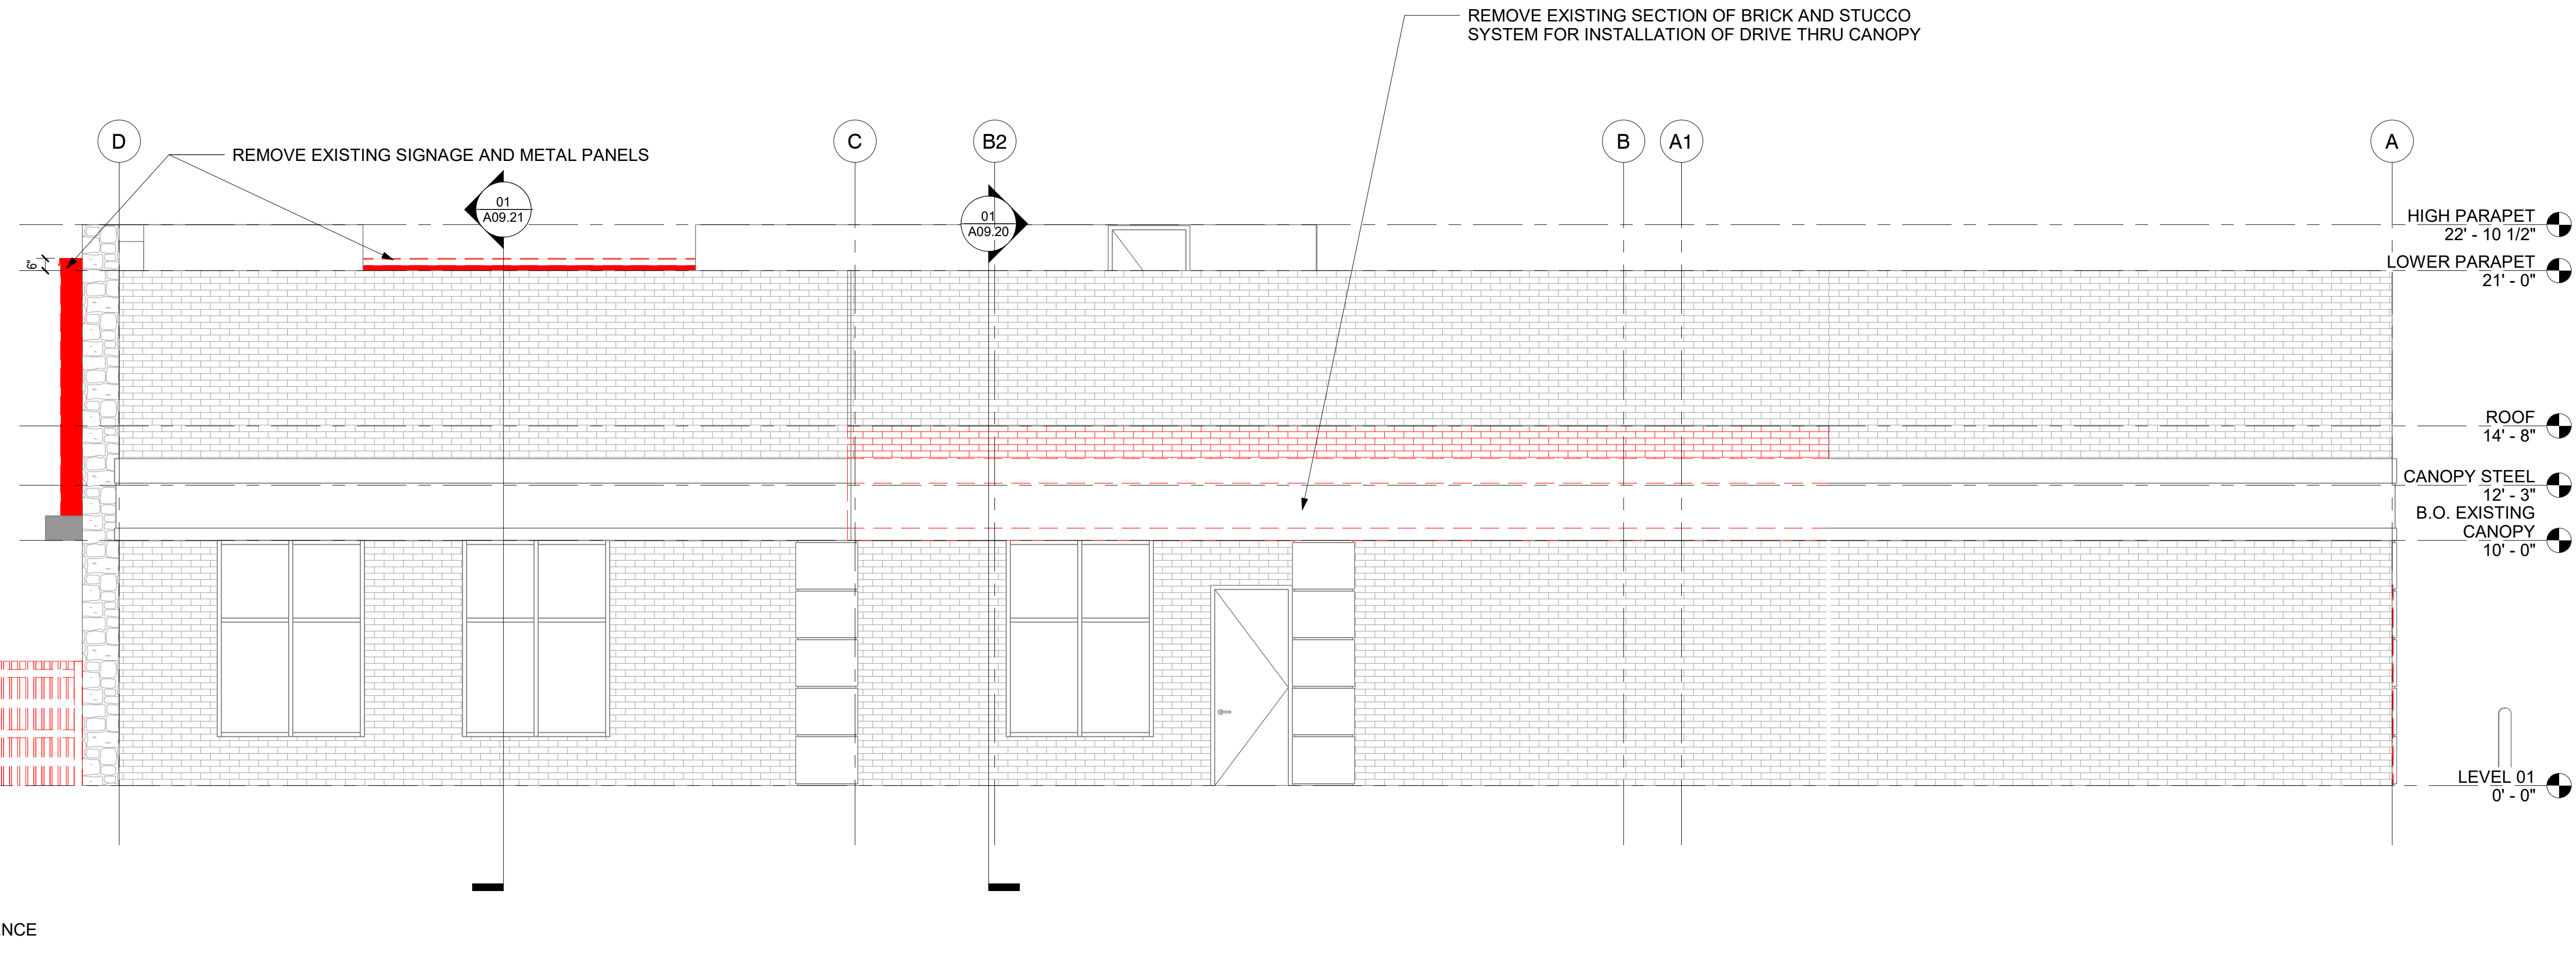 REMOVE EXISTING SECTION OF BRICK AND STUCCO
SYSTEM FOR INSTALLATION OF DRIVE THRU CANOPY
D
C
B2
B
A1
A
REMOVE EXISTING SIGNAGE AND METAL PANELS
01
A09.21
01
A09.20
HIGH PARAPET
22' - 10 1/2"
6"
LOWER PARAPET
21' - 0"
ROOF
14' - 8"
CANOPY STEEL
12' - 3"
B.O. EXISTING
CANOPY
10' - 0"
LEVEL 01
0' - 0"
NCE